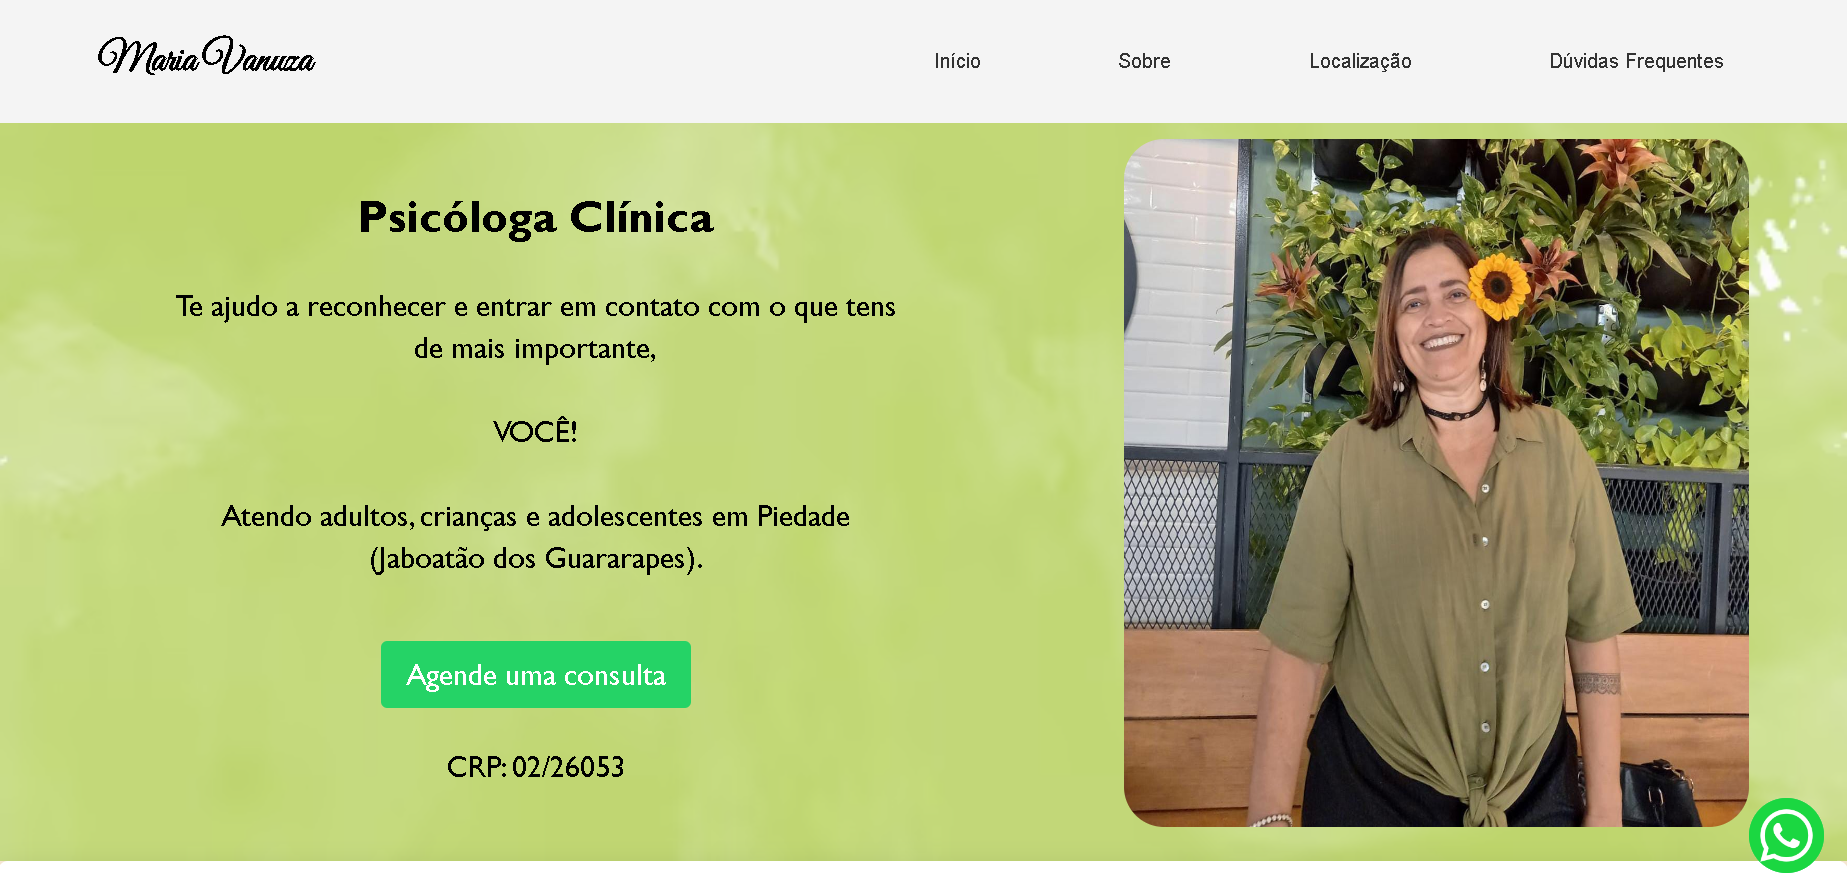 Maria Vanuza
Início
Sobre
Localização
Dúvidas Frequentes
Psicóloga Clínica
Te ajudo a reconhecer e entrar em contato com o que tens
de mais importante,
VOCÊ!
Atendo adultos, crianças e adolescentes em Piedade
(Jaboatão dos Guararapes).
Agende uma consulta
CRP: 02/26053